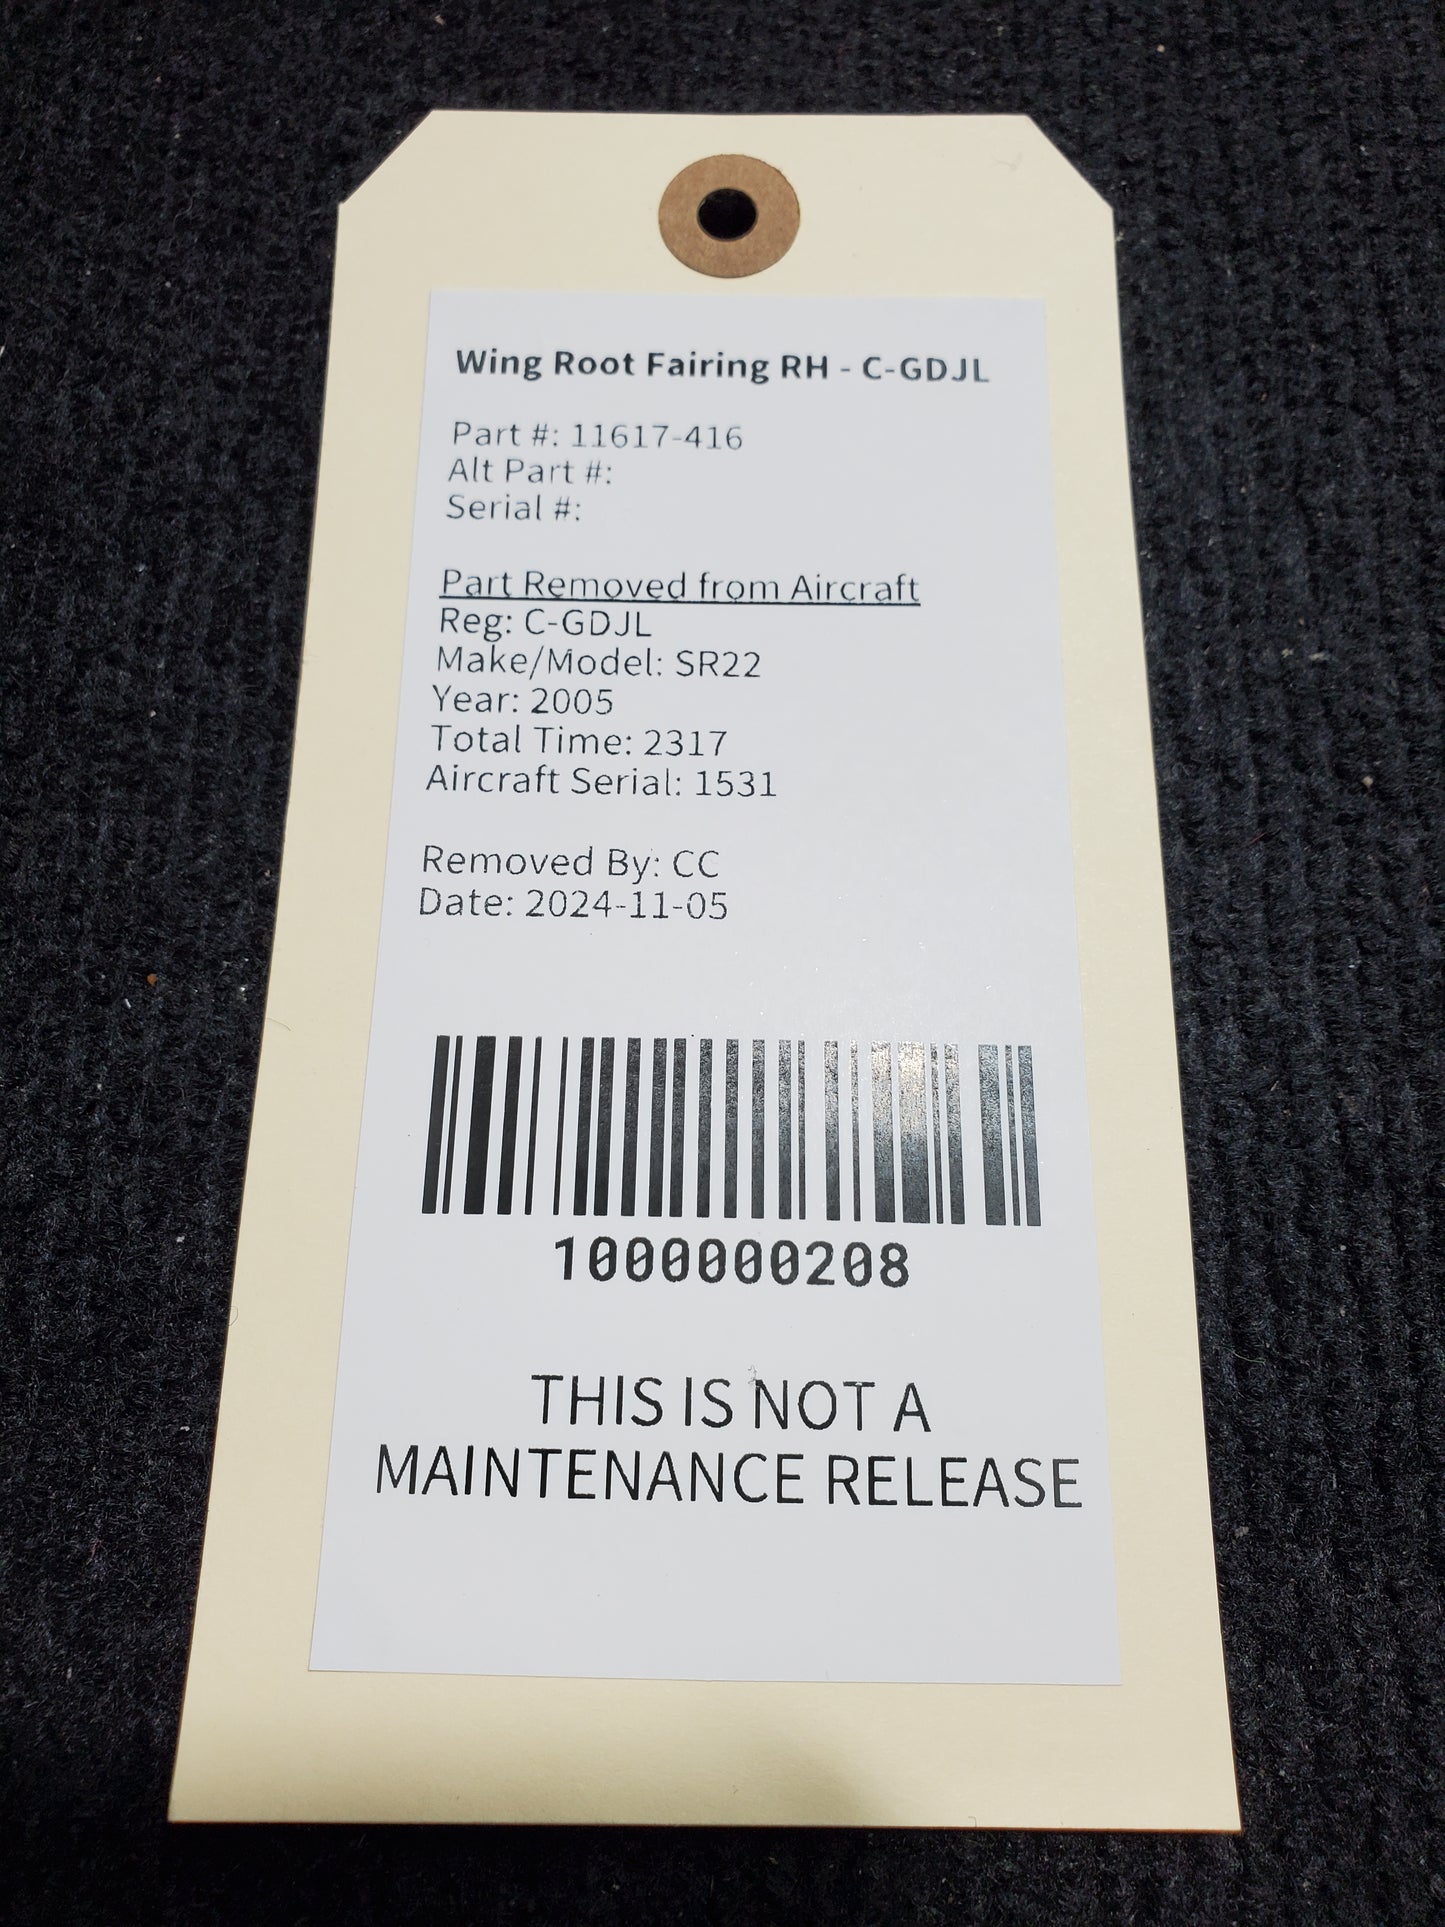 Wing Root Fairing RH - C-GDJL
Part #: 11617-416
Alt Part #:
Serial #:
Part Removed from Aircraft
Reg: C-GDJL
Make/Model: SR22
Year: 2005
Total Time: 2317
Aircraft Serial: 1531
Removed By: CC
Date: 2024-11-05
1000000208
THIS IS NOT A
MAINTENANCE RELEASE